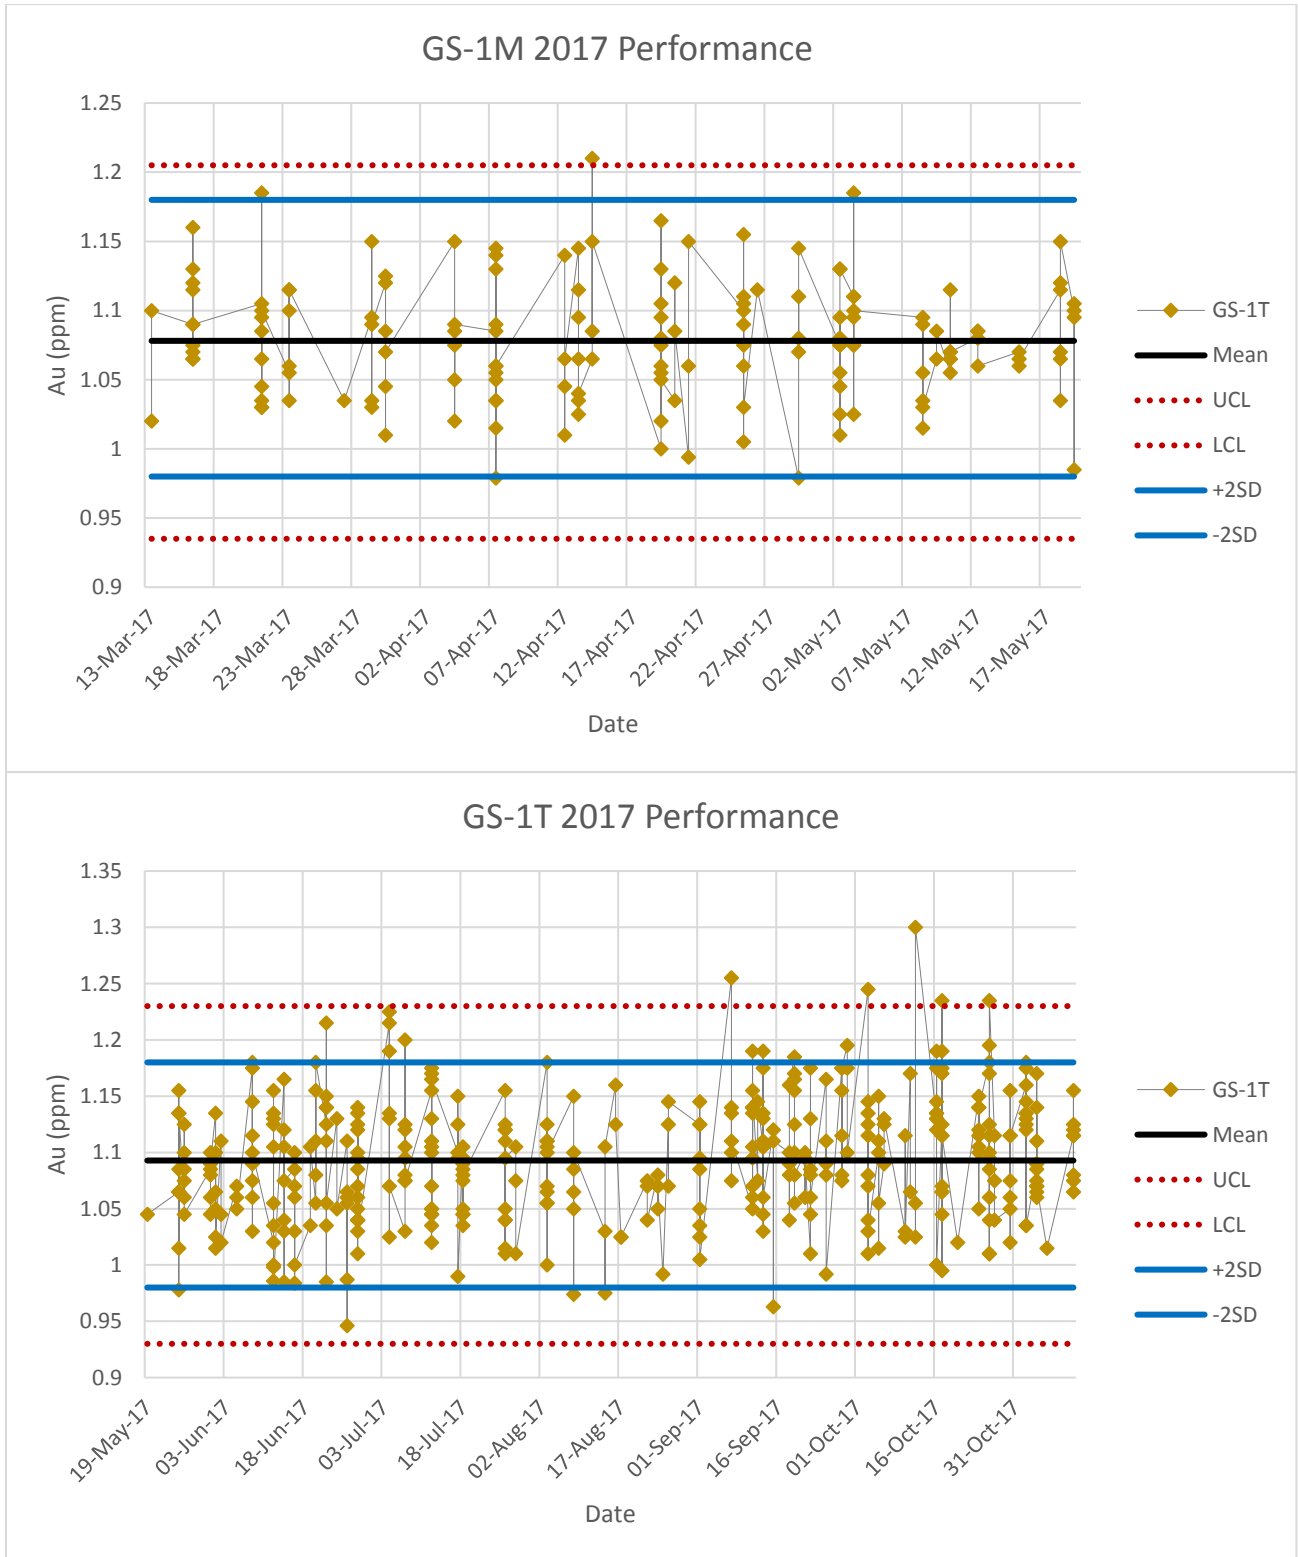 GS-1M 2017 Performance
1.25
1.2
1.15
1.1
1.05
1
0.95
0.9
Au (ppm)
13-Mar-17
18-Mar-17
23-Mar-17
28-Mar-17
02-Apr-17
07-Apr-17
12-Apr-17
17-Apr-17
22-Apr-17
27-Apr-17
02-May-17
07-May-17
12-May-17
17-May-17
Date
GS-1T
Mean
UCL
LCL
+2SD
-2SD
GS-1T 2017 Performance
1.35
1.3
1.25
1.2
1.15
1.1
1.05
1
0.95
0.9
Au (ppm)
19-May-17
03-Jun-17
18-Jun-17
03-Jul-17
18-Jul-17
02-Aug-17
17-Aug-17
01-Sep-17
16-Sep-17
01-Oct-17
16-Oct-17
31-Oct-17
Date
GS-1T
Mean
UCL
LCL
+2SD
-2SD